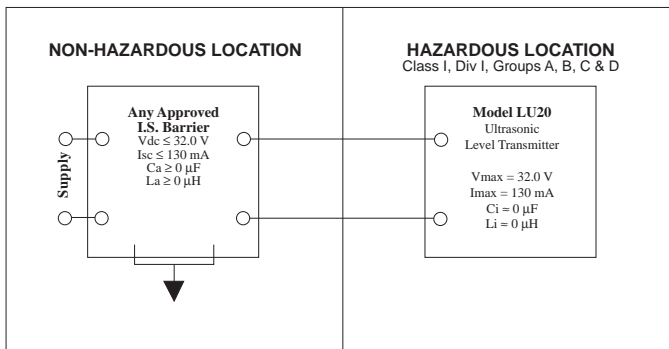 NON-HAZARDOUS LOCATION
Any Approved
I.S. Barrier
Vdc ≤ 32.0 V
Isc ≤ 130 mA
Ca ≥ 0 µF
La ≥ 0 µH
Supply
HAZARDOUS LOCATION
Class I, Div I, Groups A, B, C & D
Model LU20
Ultrasonic
Level Transmitter
Vmax = 32.0 V
Imax = 130 mA
Ci = 0 µF
Li = 0 µH